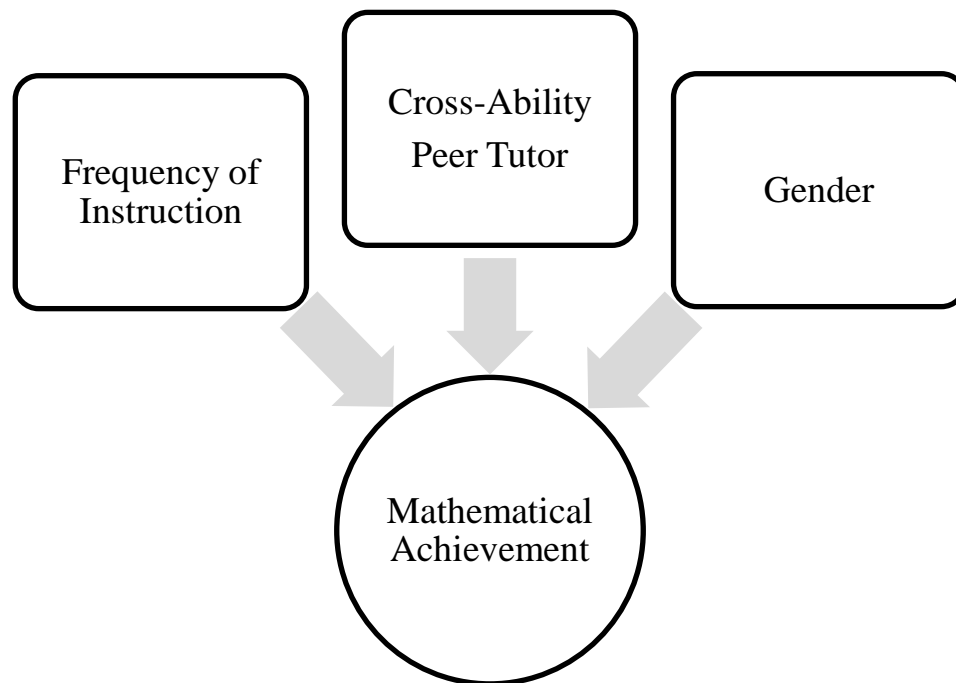 Frequency of
Instruction
Cross-Ability
Peer Tutor
Gender
Mathematical
Achievement